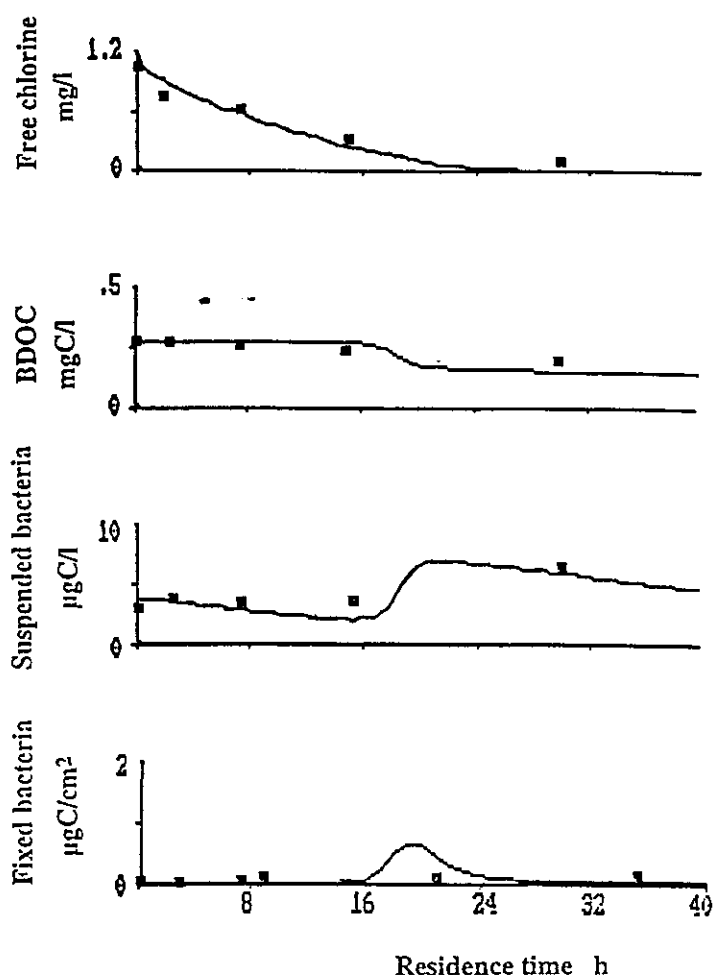 Free chlorine
mg/l
1.2
0
BDOC
mgC/l
.5
0
Suspended bacteria
µgC/l
10
0
Fixed bacteria
µgC/cm²
2
0
8 16 24 32 40
Residence time h